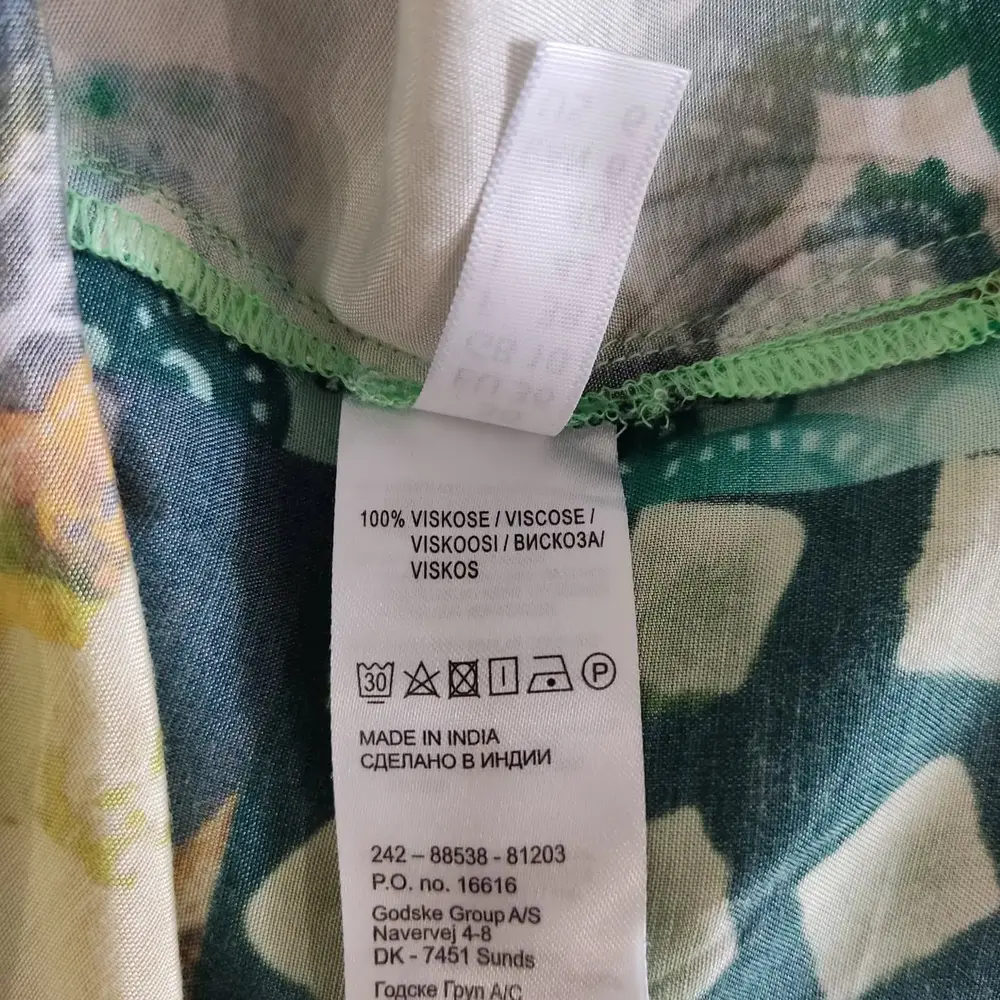 100% VISKOSE / VISCOSE /
VISKOOSI / ВИСКОЗА/
VISKOS
30
P
MADE IN INDIA
СДЕЛАНО В ИНДИИ
242 – 88538 - 81203
P.O. no. 16616
Godske Group A/S
Navervej 4-8
DK - 7451 Sunds
Годске Груп А/С